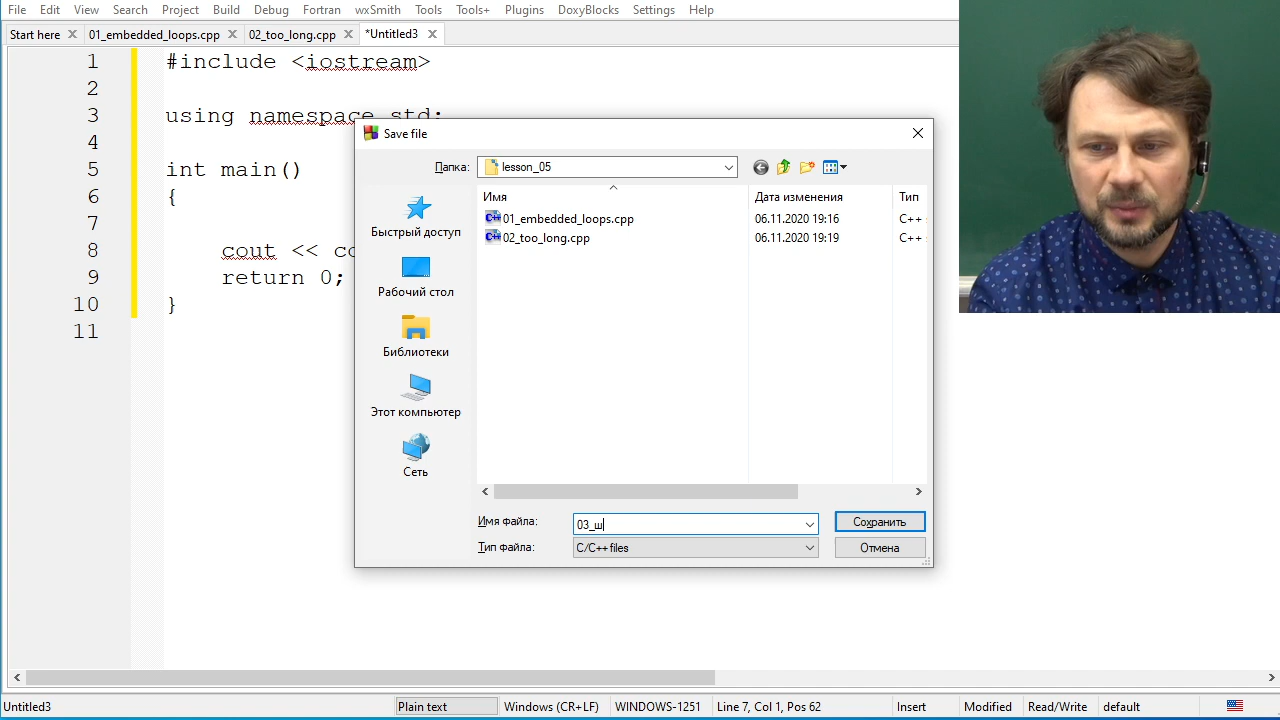 File Edit View Search Project Build Debug Fortran wxSmith Tools Tools+ Plugins DoxyBlocks Settings Help
Start here 01_embedded_loops.cpp 02_too_long.cpp *Untitled3
1 #include <iostream>
2
3 using namespace std;
4
5 int main()
6 {
7
8 cout << co
9 return 0;
10 }
11
Save file
Папка: lesson_05
Имя Дата изменения Тип
01_embedded_loops.cpp 06.11.2020 19:16 C++
02_too_long.cpp 06.11.2020 19:19 C++
Быстрый доступ
Рабочий стол
Библиотеки
Этот компьютер
Сеть
Имя файла: 03_ш Сохранить
Тип файла: C/C++ files Отмена
Untitled3 Plain text Windows (CR+LF) WINDOWS-1251 Line 7, Col 1, Pos 62 Insert Modified Read/Write default